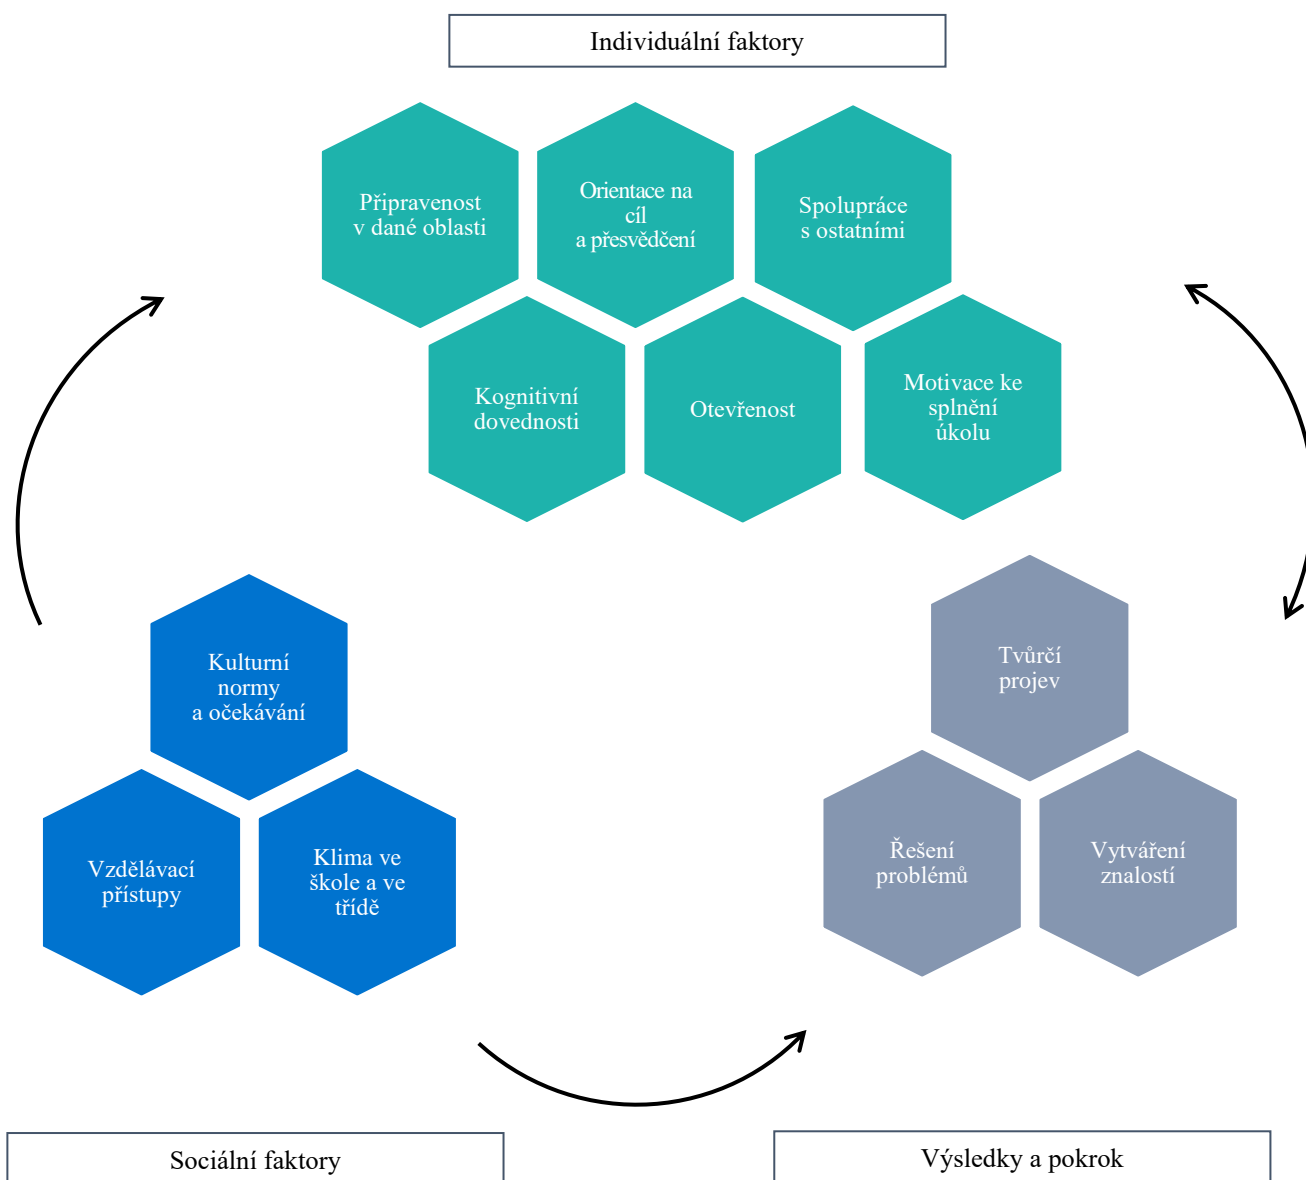 Individuální faktory
Připravenost
v dané oblasti
Orientace na
cíl
a přesvědčení
Spolupráce
s ostatními
Kognitivní
dovednosti
Otevřenost
Motivace ke
splnění
úkolu
Kulturní
normy
a očekávání
Vzdělávací
přístupy
Klima ve
škole a ve
třídě
Tvůrčí
projev
Řešení
problémů
Vytváření
znalostí
Sociální faktory
Výsledky a pokrok